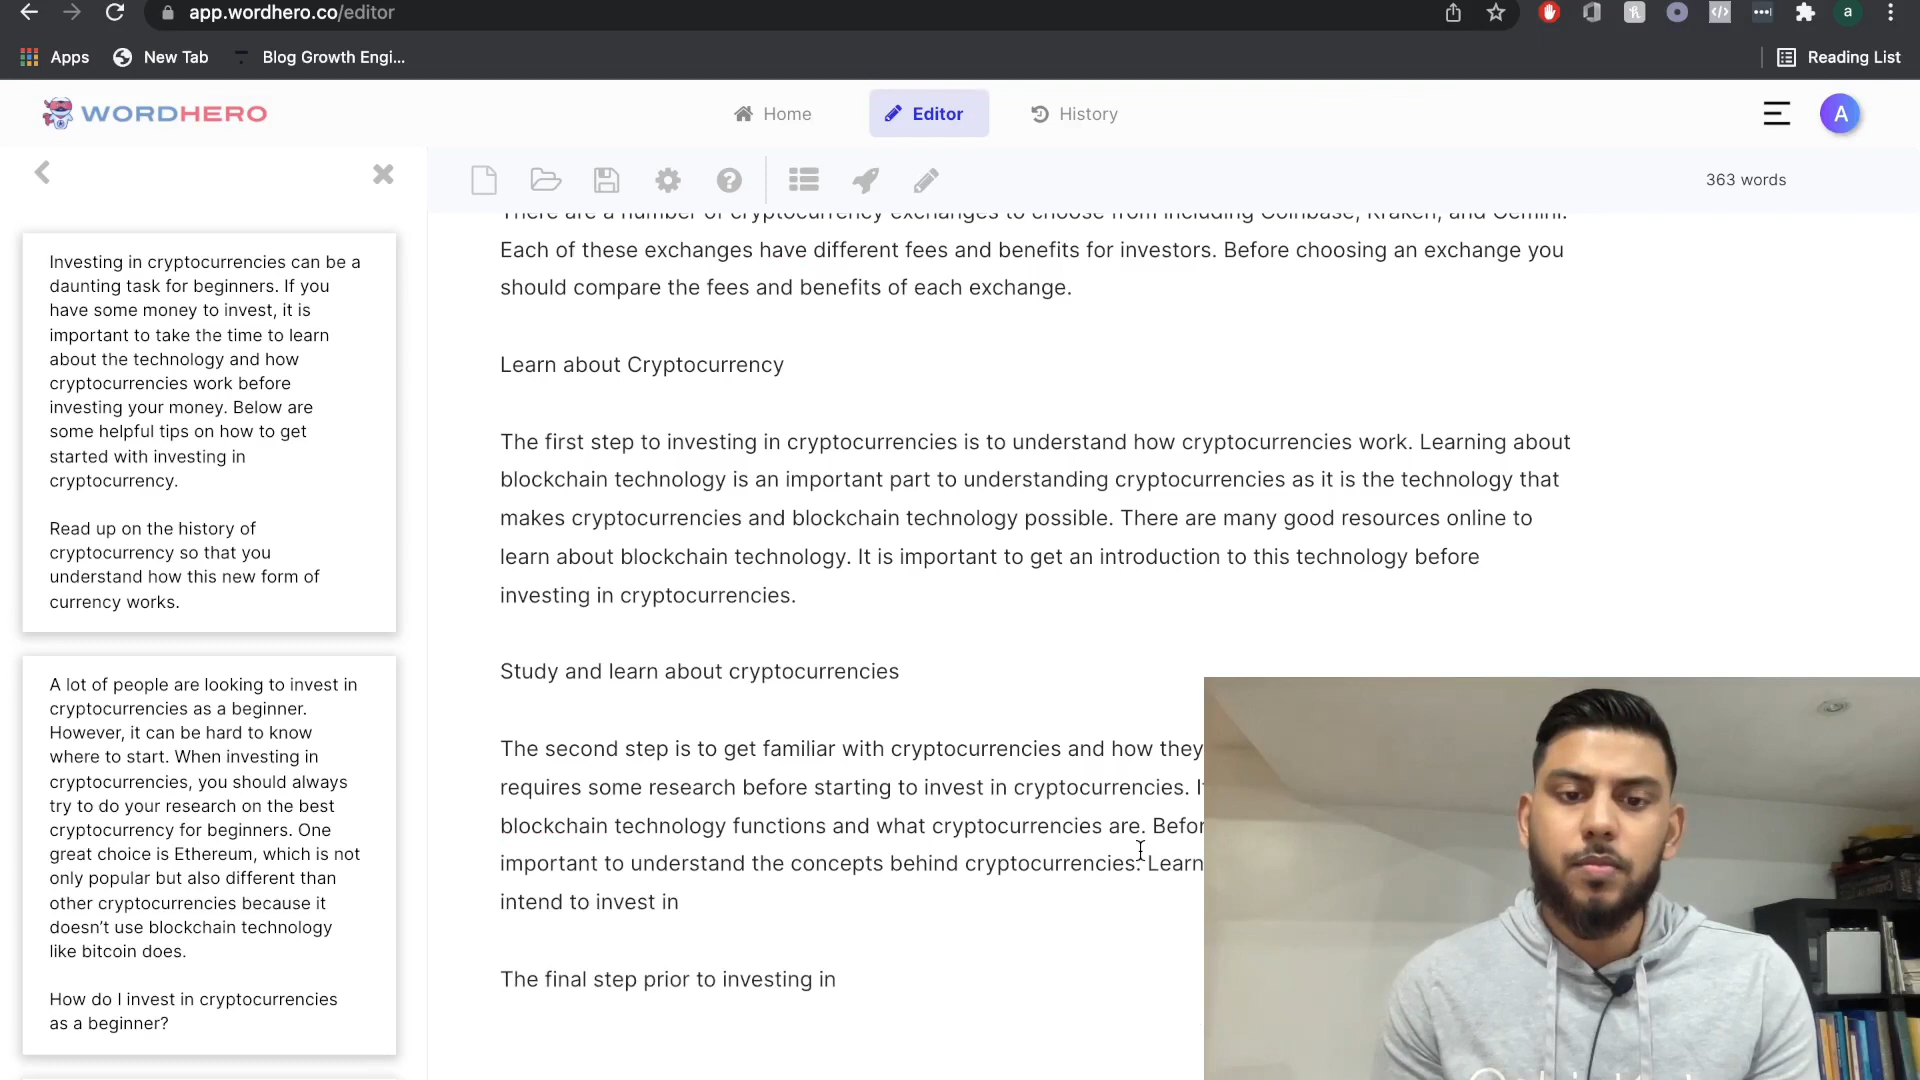 app.wordhero.co/editor
Apps
New Tab
Blog Growth Engi...
Reading List
WORDHERO
Home
Editor
History
A
363 words
Investing in cryptocurrencies can be a
daunting task for beginners. If you
have some money to invest, it is
important to take the time to learn
about the technology and how
cryptocurrencies work before
investing your money. Below are
some helpful tips on how to get
started with investing in
cryptocurrency.
Read up on the history of
cryptocurrency so that you
understand how this new form of
currency works.
A lot of people are looking to invest in
cryptocurrencies as a beginner.
However, it can be hard to know
where to start. When investing in
cryptocurrencies, you should always
try to do your research on the best
cryptocurrency for beginners. One
great choice is Ethereum, which is not
only popular but also different than
other cryptocurrencies because it
doesn't use blockchain technology
like bitcoin does.
How do I invest in cryptocurrencies
as a beginner?
There are a number of cryptocurrency exchanges to choose from including Coinbase, Kraken, and Gemini.
Each of these exchanges have different fees and benefits for investors. Before choosing an exchange you
should compare the fees and benefits of each exchange.
Learn about Cryptocurrency
The first step to investing in cryptocurrencies is to understand how cryptocurrencies work. Learning about
blockchain technology is an important part to understanding cryptocurrencies as it is the technology that
makes cryptocurrencies and blockchain technology possible. There are many good resources online to
learn about blockchain technology. It is important to get an introduction to this technology before
investing in cryptocurrencies.
Study and learn about cryptocurrencies
The second step is to get familiar with cryptocurrencies and how they
requires some research before starting to invest in cryptocurrencies.
blockchain technology functions and what cryptocurrencies are. Befor
important to understand the concepts behind cryptocurrencies. Learn
intend to invest in
The final step prior to investing in